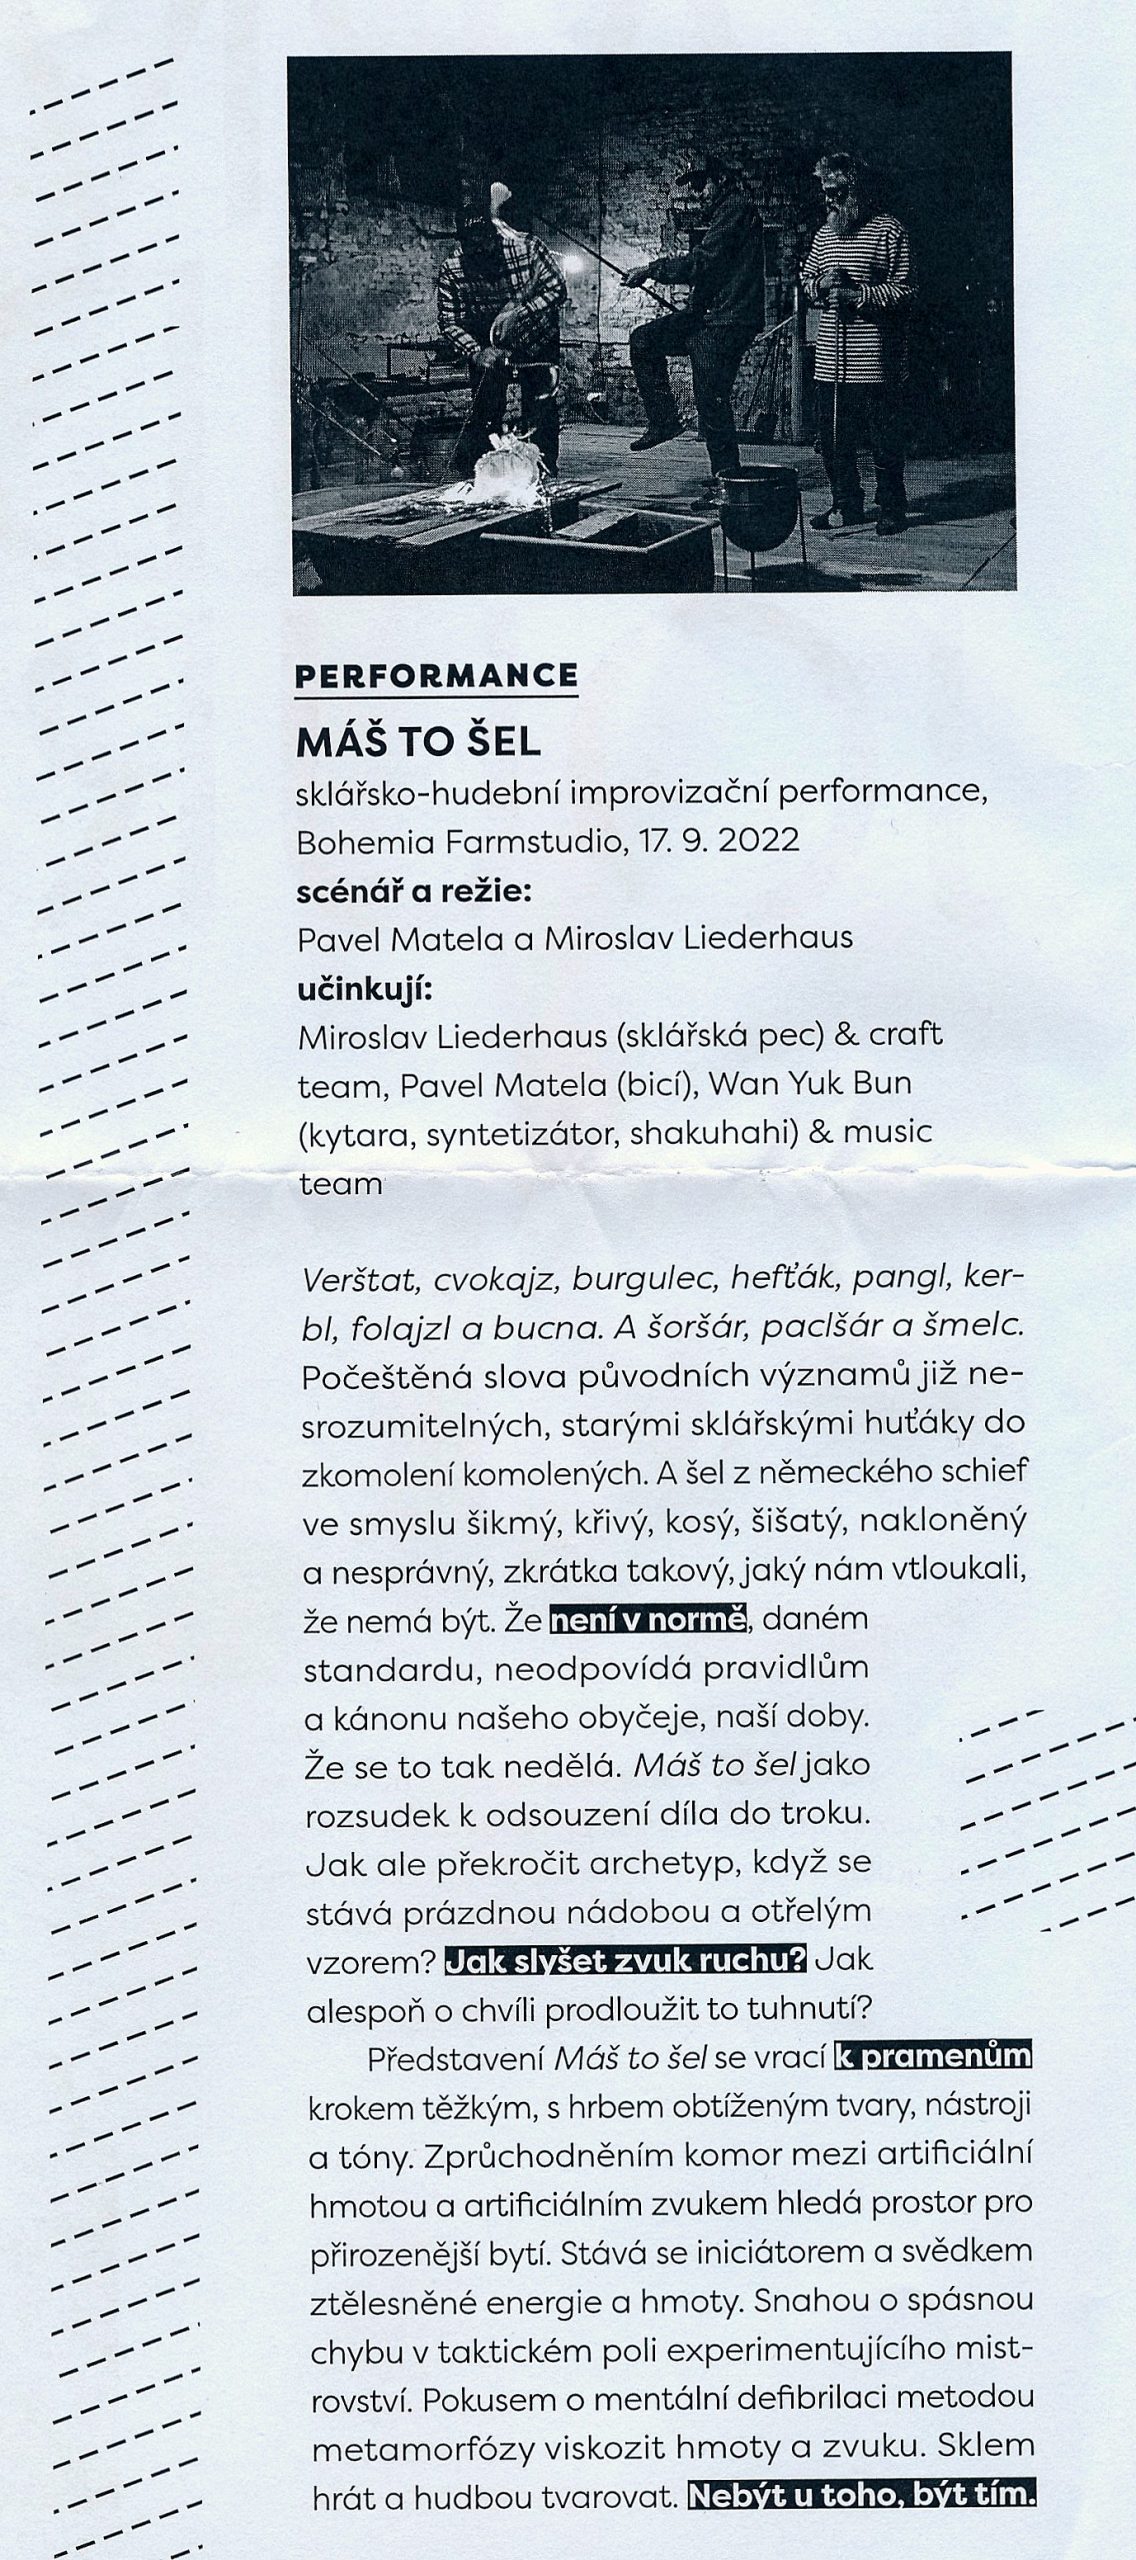 PERFORMANCE
MÁŠ TO ŠEL
sklářsko-hudební improvizační performance,
Bohemia Farmstudio, 17. 9. 2022
scénář a režie:
Pavel Matela a Miroslav Liederhaus
učinkují:
Miroslav Liederhaus (sklářská pec) & craft
team, Pavel Matela (bicí), Wan Yuk Bun
(kytara, syntetizátor, shakuhahi) & music
team
Verštat, cvokajz, burgulec, hefťák, pangl, ker-
bl, folajzl a bucna. A šoršár, paclšár a šmelc.
Počeštěná slova původních významů již ne-
srozumitelných, starými sklářskými huťáky do
zkomolení komolených. A šel z německého schief
ve smyslu šikmý, křivý, kosý, šišatý, nakloněný
a nesprávný, zkrátka takový, jaký nám vtloukali,
že nemá být. Že není v normě, daném
standardu, neodpovídá pravidlům
a kánonu našeho obyčeje, naší doby.
Že se to tak nedělá. Máš to šel jako
rozsudek k odsouzení díla do troku.
Jak ale překročit archetyp, když se
stává prázdnou nádobou a otřelým
vzorem? Jak slyšet zvuk ruchu? Jak
alespoň o chvíli prodloužit to tuhnutí?
Představení Máš to šel se vrací k pramenům
krokem těžkým, s hrbem obtíženým tvary, nástroji
a tóny. Zprůchodněním komor mezi artificiální
hmotou a artificiálním zvukem hledá prostor pro
přirozenější bytí. Stává se iniciátorem a svědkem
ztělesněné energie a hmoty. Snahou o spásnou
chybu v taktickém poli experimentujícího mist-
rovství. Pokusem o mentální defibrilaci metodou
metamorfózy viskozit hmoty a zvuku. Sklem
hrát a hudbou tvarovat. Nebýt u toho, být tím.